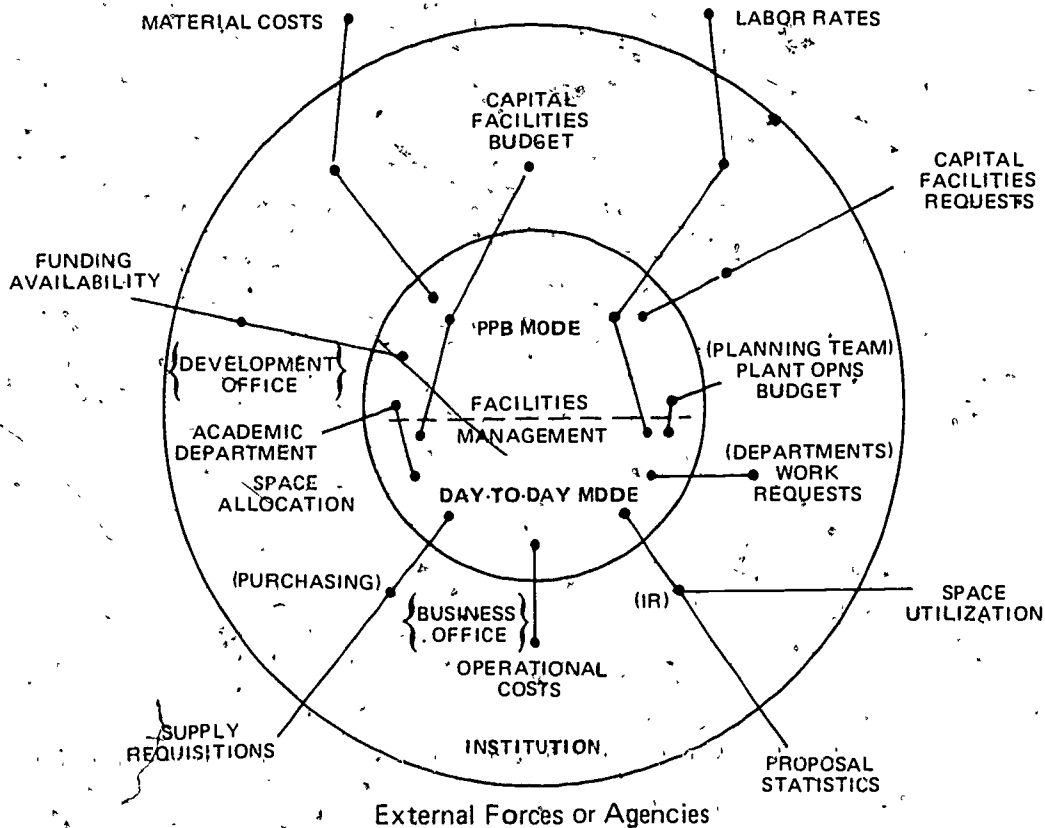 MATERIAL COSTS
LABOR RATES
CAPITAL
FACILITIES
BUDGET
CAPITAL
FACILITIES
REQUESTS
FUNDING
AVAILABILITY
PPB MODE
{DEVELOPMENT}
OFFICE
(PLANNING TEAM)
PLANT OPNS
BUDGET
FACILITIES
MANAGEMENT
ACADEMIC
DEPARTMENT
SPACE
ALLOCATION
(DEPARTMENTS)
WORK
REQUESTS
DAY-TO-DAY MODE
(PURCHASING)
{BUSINESS}
OFFICE
(IR)
SPACE
UTILIZATION
OPERATIONAL
COSTS
SUPPLY
REQUISITIONS
INSTITUTION
PROPOSAL
STATISTICS
External Forces or Agencies